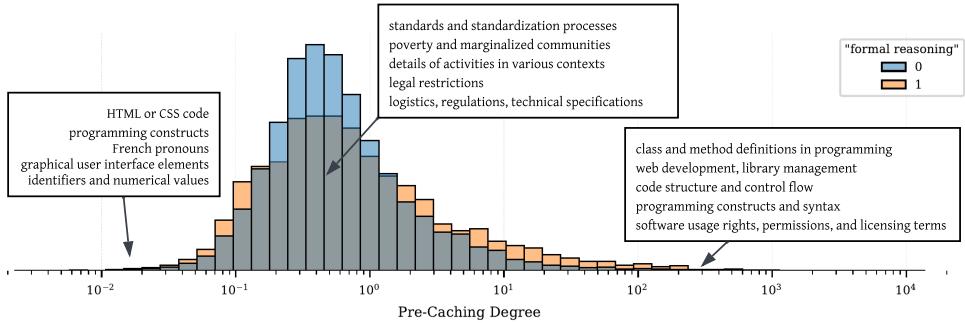 standards and standardization processes
poverty and marginalized communities
details of activities in various contexts
legal restrictions
logistics, regulations, technical specifications
"formal reasoning"
0
1
HTML or CSS code
programming constructs
French pronouns
graphical user interface elements
identifiers and numerical values
class and method definitions in programming
web development, library management
code structure and control flow
programming constructs and syntax
software usage rights, permissions, and licensing terms
10⁻² 10⁻¹ 10⁰ 10¹ 10² 10³ 10⁴
Pre-Caching Degree